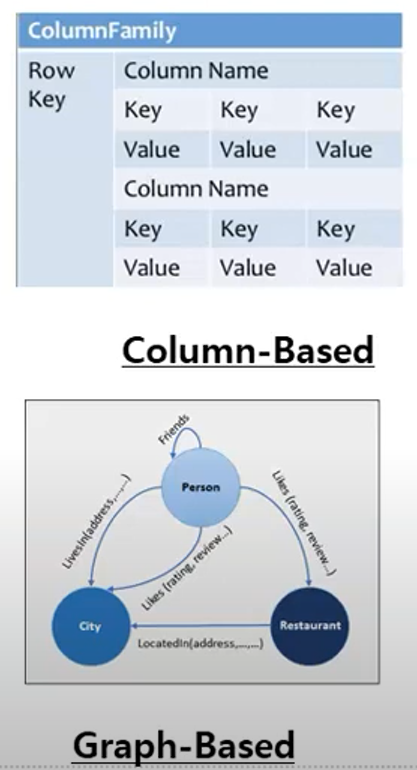 ColumnFamily
Row Key
Column Name
Key Key Key
Value Value Value
Column Name
Key Key Key
Value Value Value
Column-Based
Friends
Person
LivesIn(address,...,...)
Likes (rating, review...)
Likes (rating, review...)
City
Restaurant
LocatedIn(address,...,...)
Graph-Based